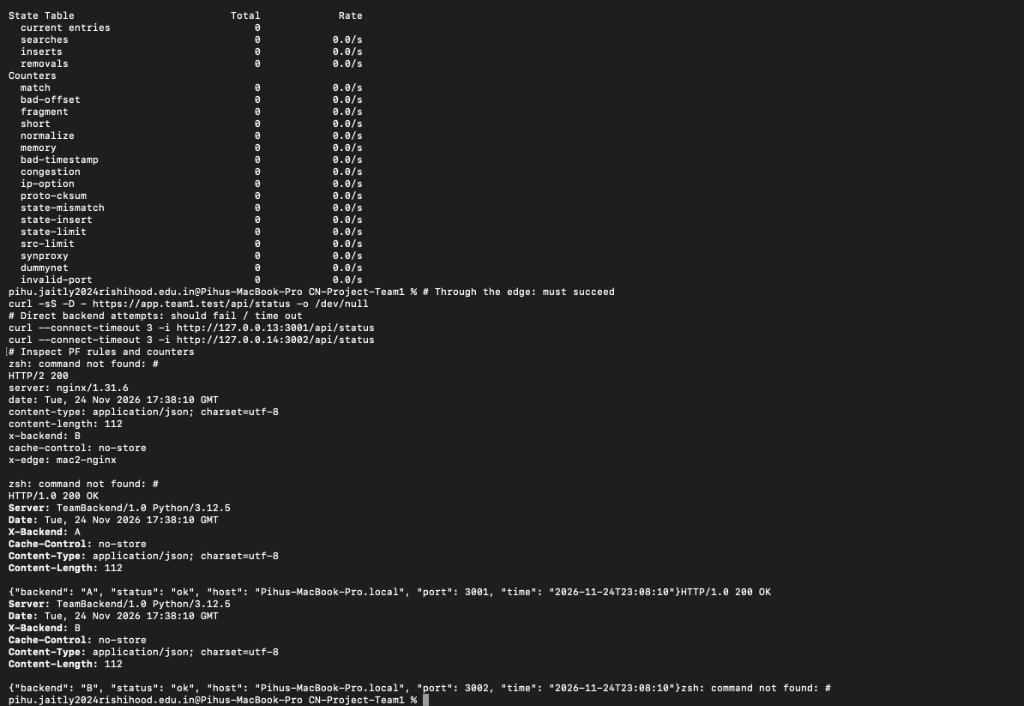 State Table Total Rate
current entries 0
searches 0 0.0/s
inserts 0 0.0/s
removals 0 0.0/s
Counters
match 0 0.0/s
bad-offset 0 0.0/s
fragment 0 0.0/s
short 0 0.0/s
normalize 0 0.0/s
memory 0 0.0/s
bad-timestamp 0 0.0/s
congestion 0 0.0/s
ip-option 0 0.0/s
proto-cksum 0 0.0/s
state-mismatch 0 0.0/s
state-insert 0 0.0/s
state-limit 0 0.0/s
src-limit 0 0.0/s
synproxy 0 0.0/s
dummynet 0 0.0/s
invalid-port 0 0.0/s
pihu.jaitly2024rishihood.edu.in@Pihus-MacBook-Pro CN-Project-Team1 % # Through the edge: must succeed
curl -sS -D - https://app.team1.test/api/status -o /dev/null
# Direct backend attempts: should fail / time out
curl --connect-timeout 3 -i http://127.0.0.13:3001/api/status
curl --connect-timeout 3 -i http://127.0.0.14:3002/api/status
[# Inspect PF rules and counters
zsh: command not found: #
HTTP/2 200
server: nginx/1.31.6
date: Tue, 24 Nov 2026 17:38:10 GMT
content-type: application/json; charset=utf-8
content-length: 112
x-backend: B
cache-control: no-store
x-edge: mac2-nginx
zsh: command not found: #
HTTP/1.0 200 OK
Server: TeamBackend/1.0 Python/3.12.5
Date: Tue, 24 Nov 2026 17:38:10 GMT
X-Backend: A
Cache-Control: no-store
Content-Type: application/json; charset=utf-8
Content-Length: 112
{"backend": "A", "status": "ok", "host": "Pihus-MacBook-Pro.local", "port": 3001, "time": "2026-11-24T23:08:10"}HTTP/1.0 200 OK
Server: TeamBackend/1.0 Python/3.12.5
Date: Tue, 24 Nov 2026 17:38:10 GMT
X-Backend: B
Cache-Control: no-store
Content-Type: application/json; charset=utf-8
Content-Length: 112
{"backend": "B", "status": "ok", "host": "Pihus-MacBook-Pro.local", "port": 3002, "time": "2026-11-24T23:08:10"}zsh: command not found: #
pihu.jaitly2024rishihood.edu.in@Pihus-MacBook-Pro CN-Project-Team1 %